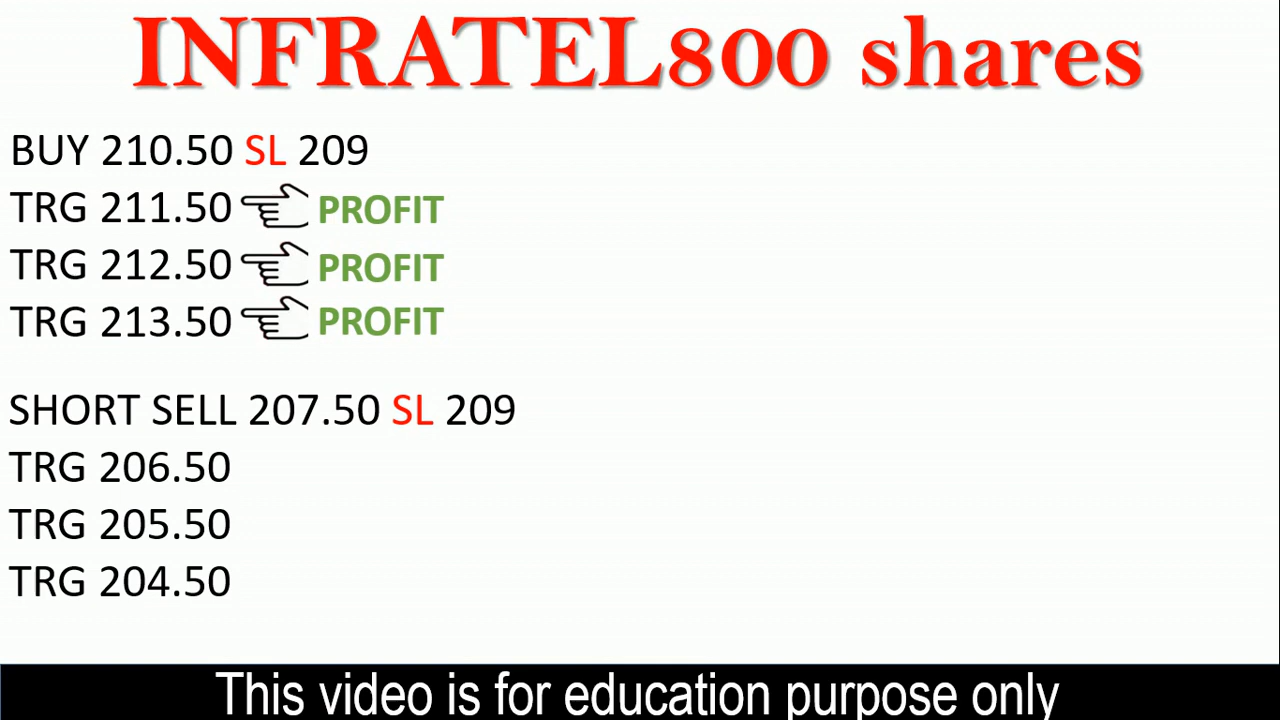 INFRATEL800 shares
BUY 210.50 SL 209
TRG 211.50 PROFIT
TRG 212.50 PROFIT
TRG 213.50 PROFIT
SHORT SELL 207.50 SL 209
TRG 206.50
TRG 205.50
TRG 204.50
This video is for education purpose only